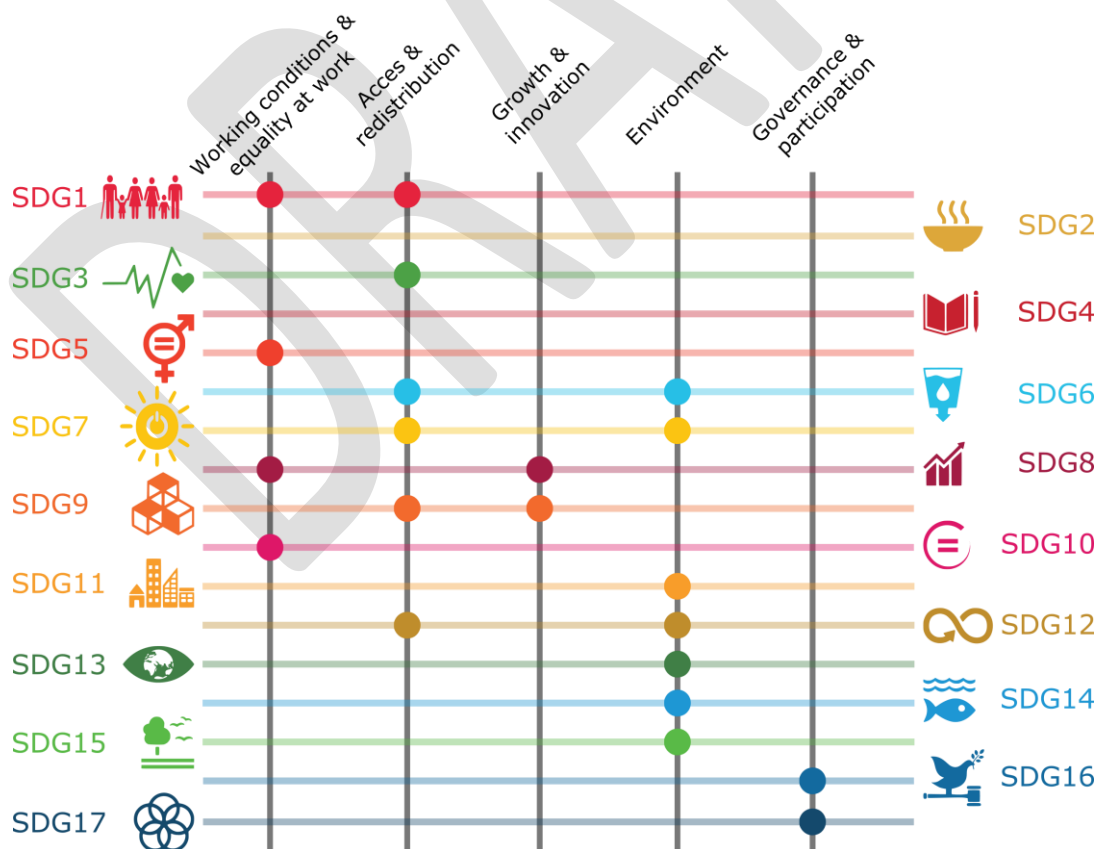 Working conditions &
equality at work
Acces &
redistribution
Growth &
innovation
Environment
Governance &
participation
SDG1
SDG2
SDG3
SDG4
SDG5
SDG6
SDG7
SDG8
SDG9
SDG10
SDG11
SDG12
SDG13
SDG14
SDG15
SDG16
SDG17